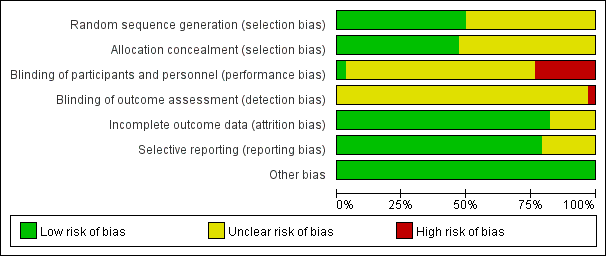 Random sequence generation (selection bias)
Allocation concealment (selection bias)
Blinding of participants and personnel (performance bias)
Blinding of outcome assessment (detection bias)
Incomplete outcome data (attrition bias)
Selective reporting (reporting bias)
Other bias
0% 25% 50% 75% 100%
Low risk of bias Unclear risk of bias High risk of bias